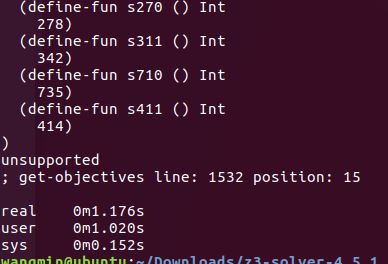 (define-fun s270 () Int
278)
(define-fun s311 () Int
342)
(define-fun s710 () Int
735)
(define-fun s411 () Int
414)
)
unsupported
; get-objectives line: 1532 position: 15
real 0m1.176s
user 0m1.020s
sys 0m0.152s
wangmin@ubuntu:~/Downloads/z3-solver-4.5.1